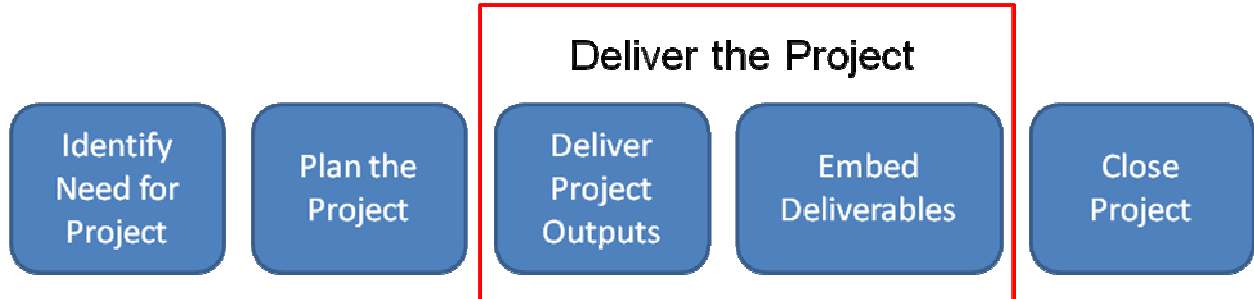 Deliver the Project
Identify
Need for
Project
Plan the
Project
Deliver
Project
Outputs
Embed
Deliverables
Close
Project